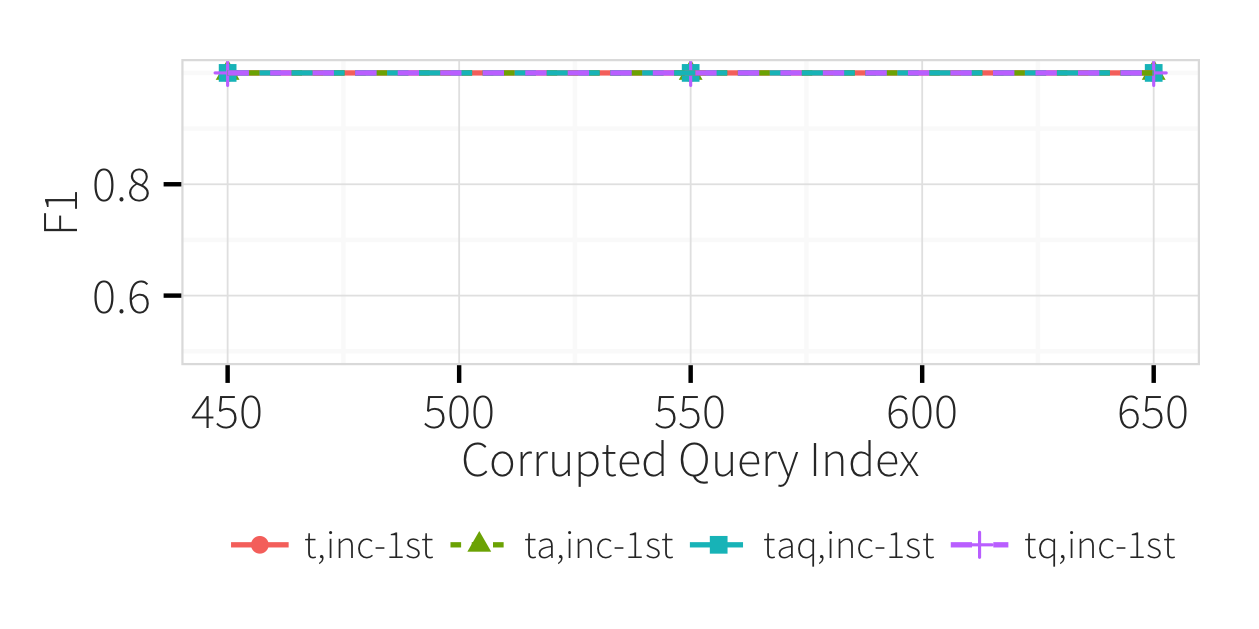 F1
0.8
0.6
450 500 550 600 650
Corrupted Query Index
t,inc-1st ta,inc-1st taq,inc-1st tq,inc-1st